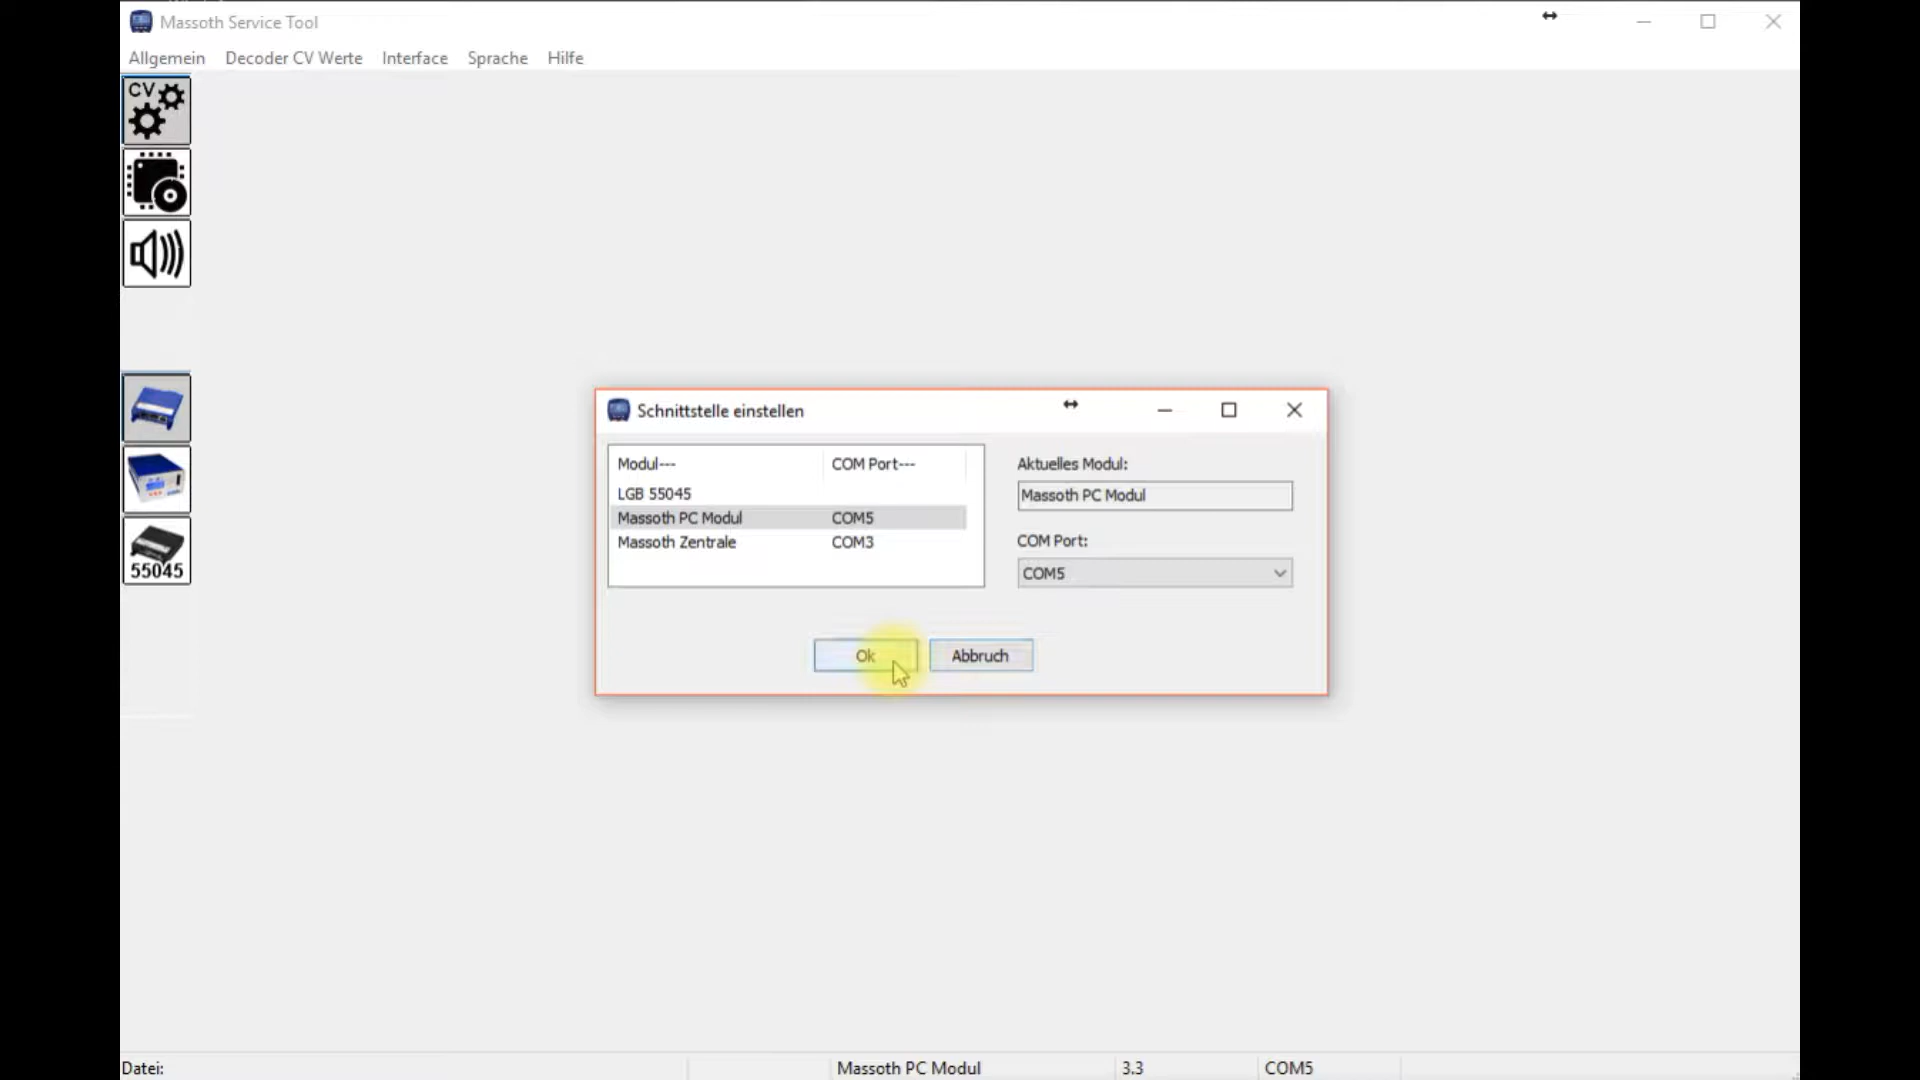 Massoth Service Tool
Allgemein Decoder CV Werte Interface Sprache Hilfe
CV
55045
Schnittstelle einstellen
Modul--- COM Port---
LGB 55045
Massoth PC Modul COM5
Massoth Zentrale COM3
Aktuelles Modul:
Massoth PC Modul
COM Port:
COM5
Ok Abbruch
Datei: Massoth PC Modul 3.3 COM5